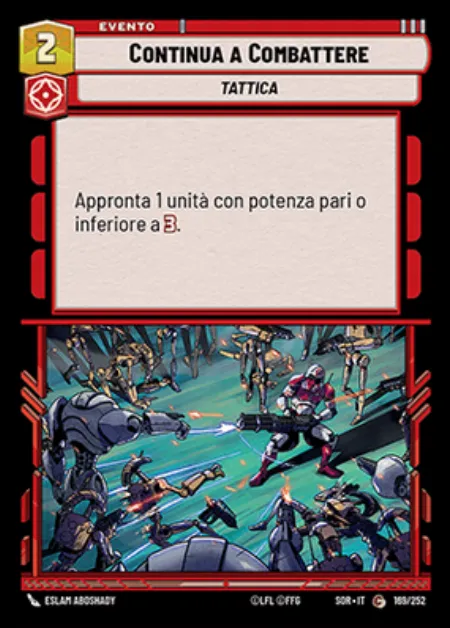 EVENTO
2
CONTINUA A COMBATTERE
TATTICA
Appronta 1 unità con potenza pari o
inferiore a 3.
ESLAM ABOSHADY
©LFL ©FFG
SOR • IT
C
169/252